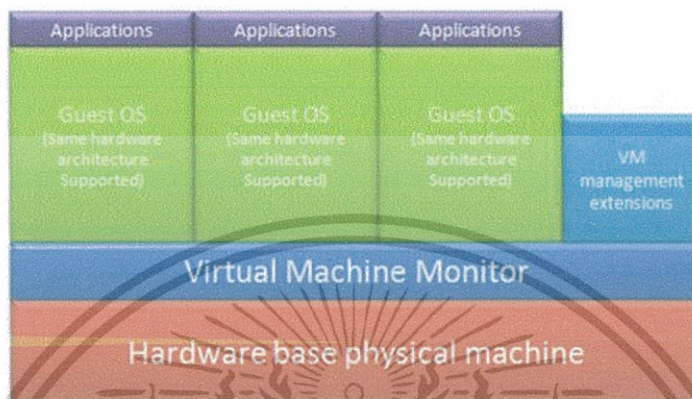 Applications Applications Applications
Guest OS Guest OS Guest OS
(Same hardware (Same hardware (Same hardware
architecture architecture architecture
Supported) Supported) Supported)
VM
management
extensions
Virtual Machine Monitor
Hardware base physical machine